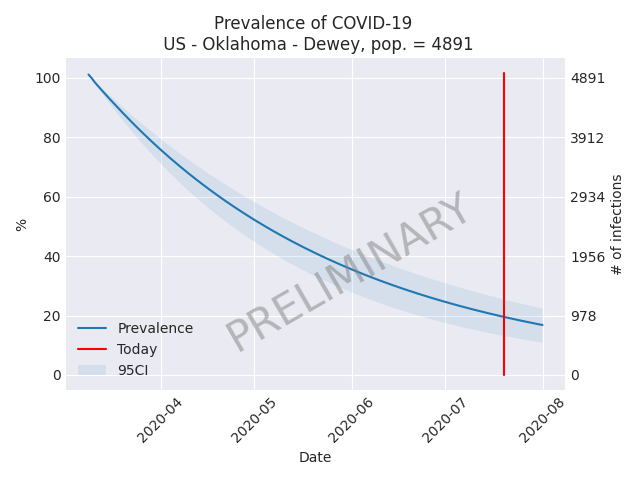 Prevalence of COVID-19
US - Oklahoma - Dewey, pop. = 4891
100
80
60
40
20
0
%
4891
3912
2934
1956
978
0
# of infections
PRELIMINARY
Prevalence
Today
95CI
2020-04
2020-05
2020-06
2020-07
2020-08
Date